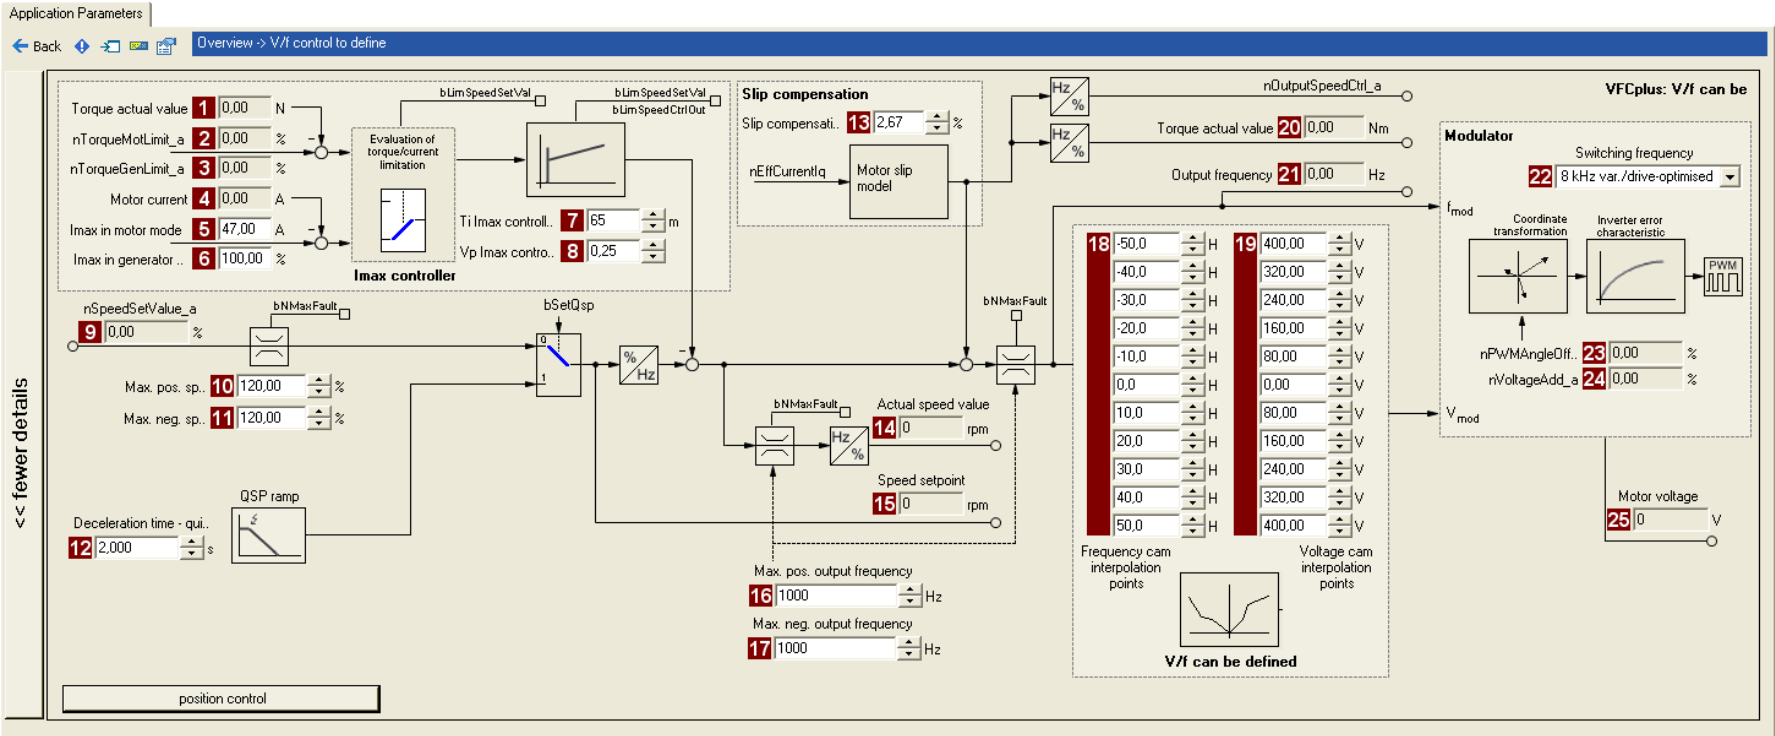 Application Parameters
Back
Overview -> V/f control to define
<< fewer details
Torque actual value 1 0,00 N
nTorqueMotLimit_a 2 0,00 %
nTorqueGenLimit_a 3 0,00 %
Motor current 4 0,00 A
Imax in motor mode 5 47,00 A
Imax in generator .. 6 100,00 %
Evaluation of
torque/current
limitation
bLimSpeedSetVal
bLimSpeedSetVal
bLimSpeedCtrlOut
Ti Imax controll.. 7 65 m
Vp Imax contro.. 8 0,25
Imax controller
Slip compensation
Slip compensati.. 13 2,67 %
nEffCurrentIq
Motor slip
model
Hz
%
Hz
%
nOutputSpeedCtrl_a
Torque actual value 20 0,00 Nm
Output frequency 21 0,00 Hz
VFCplus: V/f can be
Modulator
Switching frequency
22 8 kHz var./drive-optimised
fmod
Coordinate
transformation
Inverter error
characteristic
PWM
nPWMAngleOff.. 23 0,00 %
nVoltageAdd_a 24 0,00 %
Vmod
Motor voltage
25 0 V
nSpeedSetValue_a
9 0,00 %
bNMaxFault
Max. pos. sp.. 10 120,00 %
Max. neg. sp.. 11 120,00 %
bSetQsp
0
1
%
Hz
QSP ramp
Deceleration time - qui..
12 2,000 s
bNMaxFault
bNMaxFault
Hz
%
Actual speed value
14 0 rpm
Speed setpoint
15 0 rpm
Max. pos. output frequency
16 1000 Hz
Max. neg. output frequency
17 1000 Hz
18 -50,0 H 19 400,00 V
-40,0 H 320,00 V
-30,0 H 240,00 V
-20,0 H 160,00 V
-10,0 H 80,00 V
0,0 H 0,00 V
10,0 H 80,00 V
20,0 H 160,00 V
30,0 H 240,00 V
40,0 H 320,00 V
50,0 H 400,00 V
Frequency cam
interpolation
points
Voltage cam
interpolation
points
V/f can be defined
position control